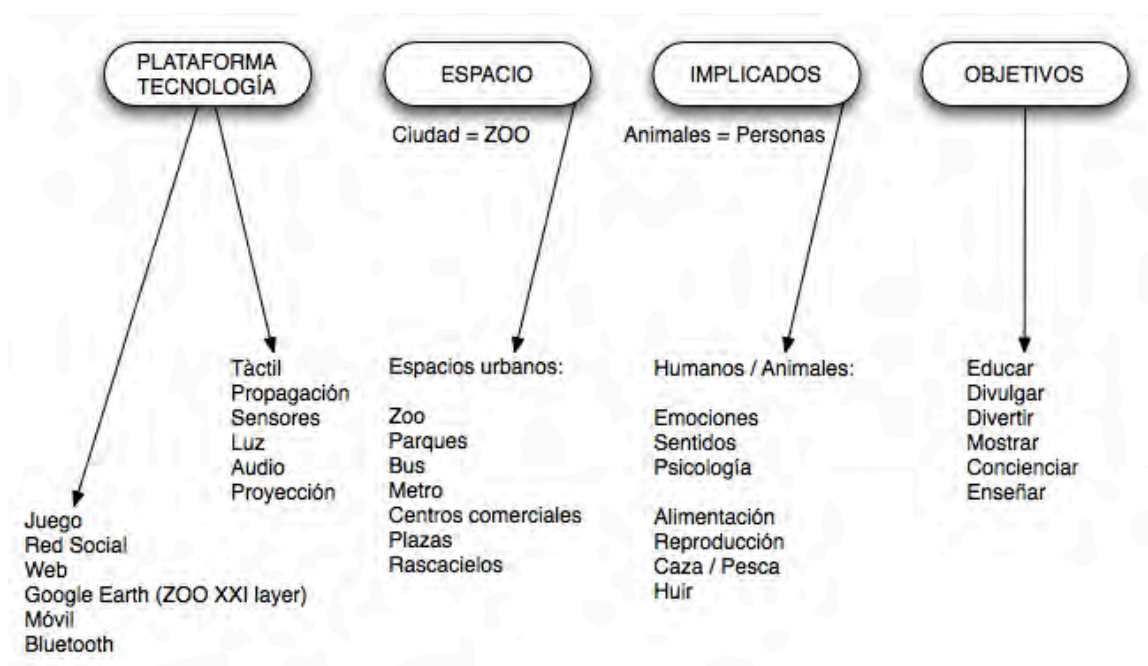 PLATAFORMA
TECNOLOGÍA
ESPACIO
IMPLICADOS
OBJETIVOS
Ciudad = ZOO
Animales = Personas
Tàctil
Propagación
Sensores
Luz
Audio
Proyección
Juego
Red Social
Web
Google Earth (ZOO XXI layer)
Móvil
Bluetooth
Espacios urbanos:
Zoo
Parques
Bus
Metro
Centros comerciales
Plazas
Rascacielos
Humanos / Animales:
Emociones
Sentidos
Psicología
Alimentación
Reproducción
Caza / Pesca
Huir
Educar
Divulgar
Divertir
Mostrar
Concienciar
Enseñar